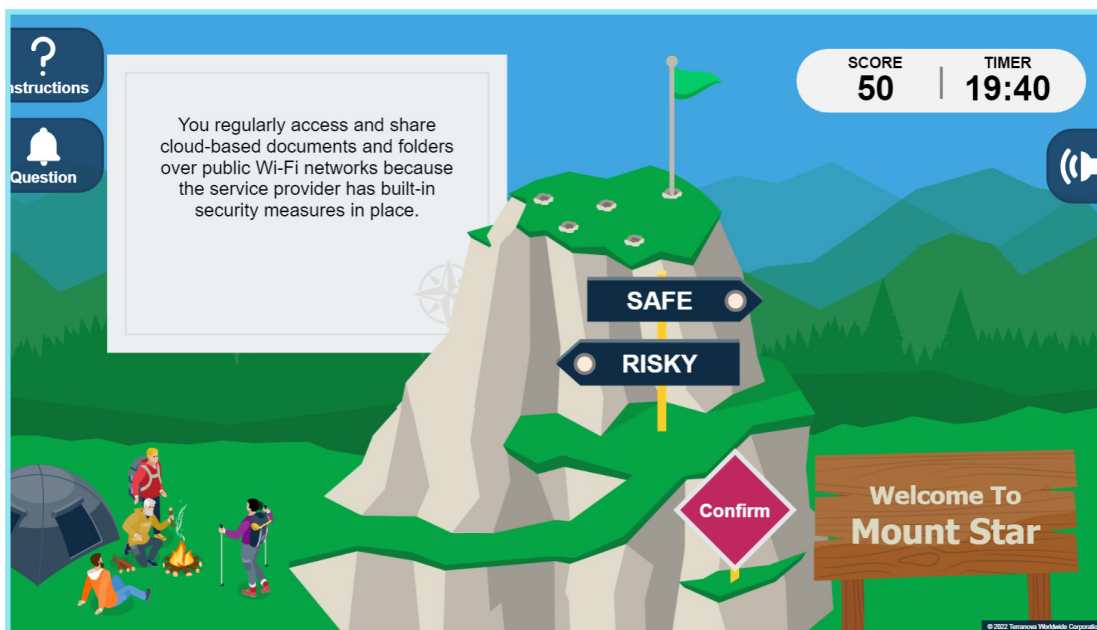 nstructions
Question
You regularly access and share
cloud-based documents and folders
over public Wi-Fi networks because
the service provider has built-in
security measures in place.
SCORE
50
TIMER
19:40
SAFE
RISKY
Confirm
Welcome To
Mount Star
© 2022 Terranova Worldwide Corporatio